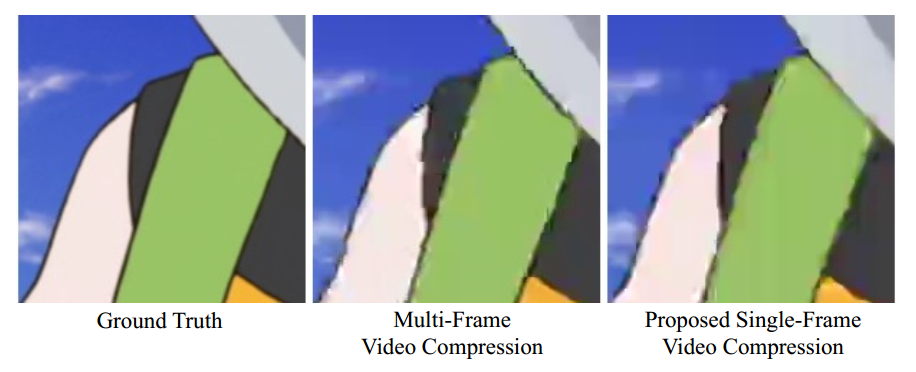 Ground Truth
Multi-Frame
Video Compression
Proposed Single-Frame
Video Compression